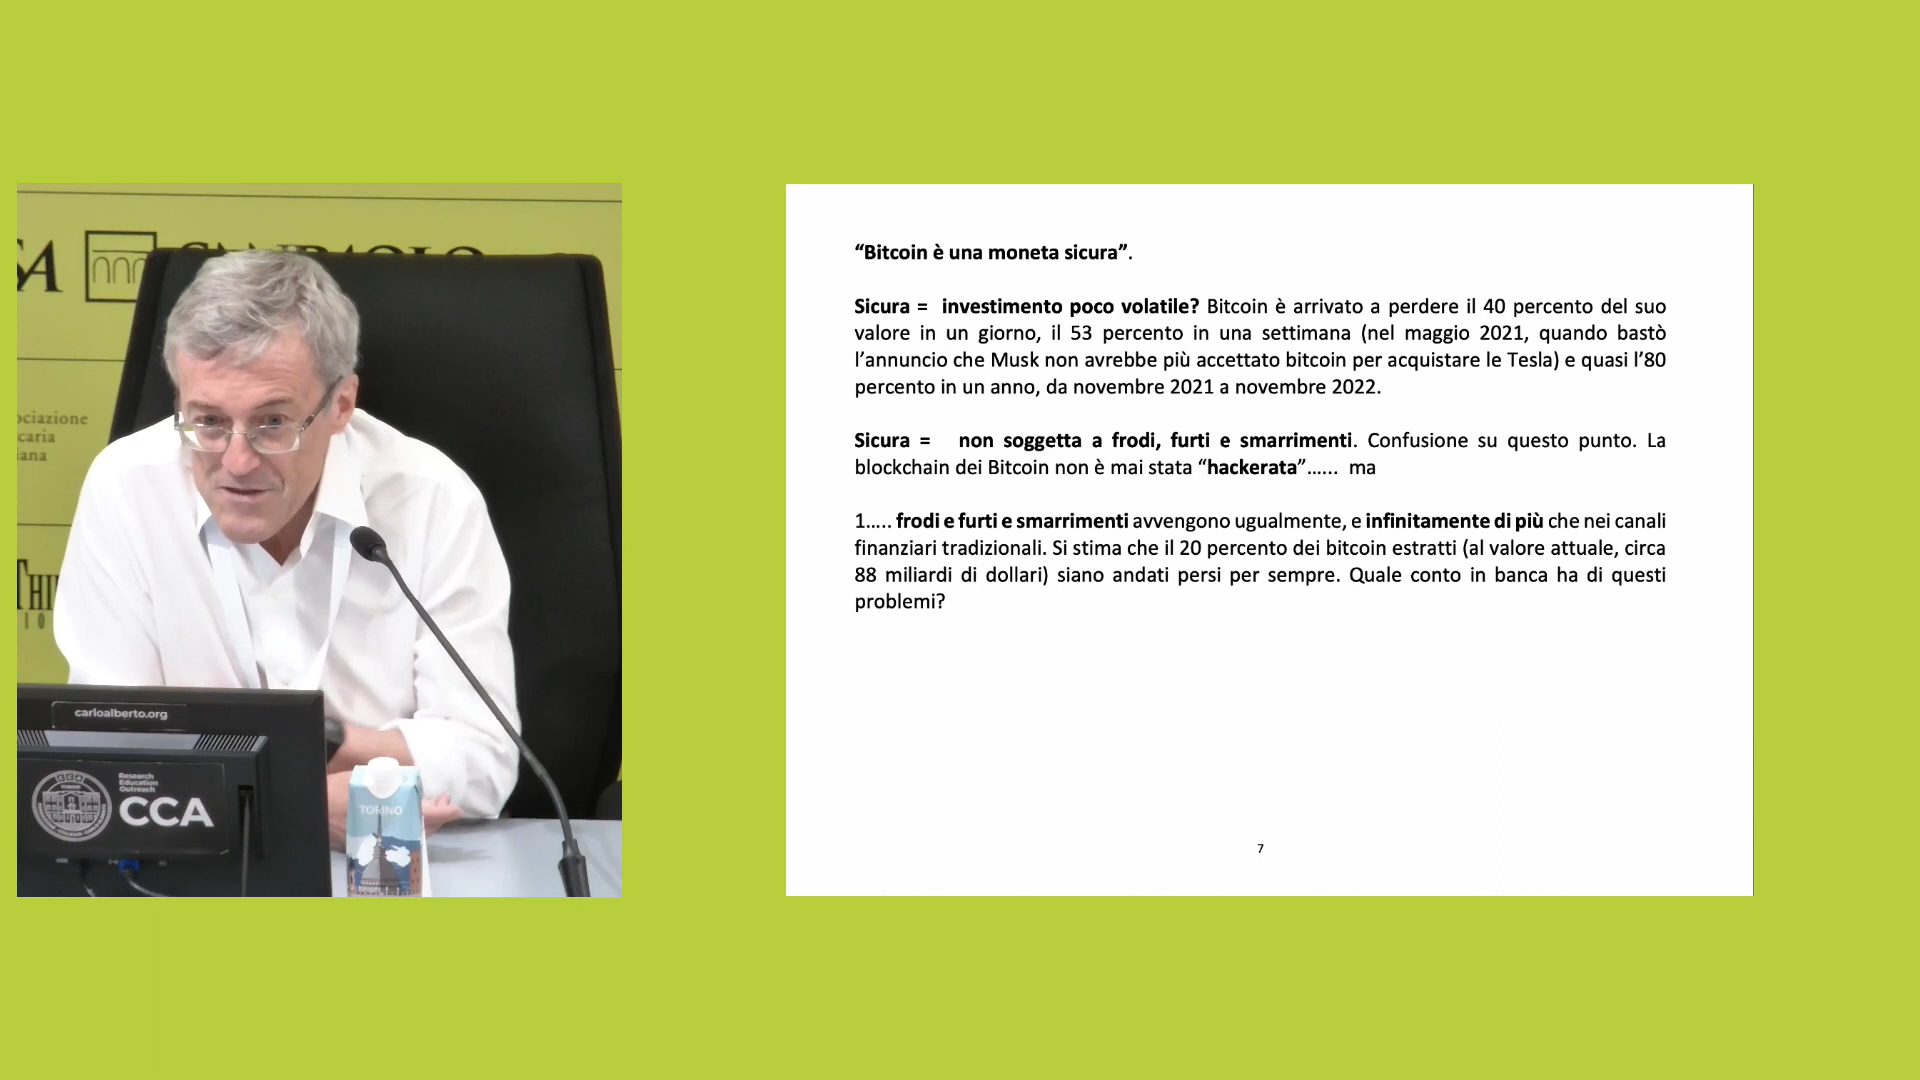 SA
SANPAOLO
ociazione
caria
iana
carloalberto.org
Research
Education
Outreach
CCA
TORINO
“Bitcoin è una moneta sicura”.
Sicura = investimento poco volatile? Bitcoin è arrivato a perdere il 40 percento del suo
valore in un giorno, il 53 percento in una settimana (nel maggio 2021, quando bastò
l’annuncio che Musk non avrebbe più accettato bitcoin per acquistare le Tesla) e quasi l’80
percento in un anno, da novembre 2021 a novembre 2022.
Sicura = non soggetta a frodi, furti e smarrimenti. Confusione su questo punto. La
blockchain dei Bitcoin non è mai stata “hackerata”…... ma
1….. frodi e furti e smarrimenti avvengono ugualmente, e infinitamente di più che nei canali
finanziari tradizionali. Si stima che il 20 percento dei bitcoin estratti (al valore attuale, circa
88 miliardi di dollari) siano andati persi per sempre. Quale conto in banca ha di questi
problemi?
7